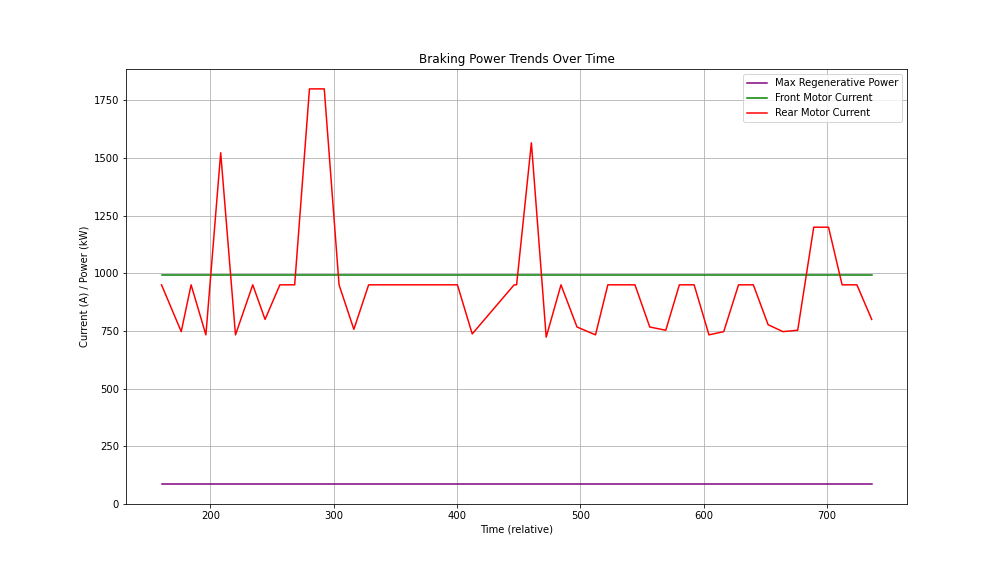 Braking Power Trends Over Time
Max Regenerative Power
Front Motor Current
Rear Motor Current
Current (A) / Power (kW)
1750
1500
1250
1000
750
500
250
0
200 300 400 500 600 700
Time (relative)